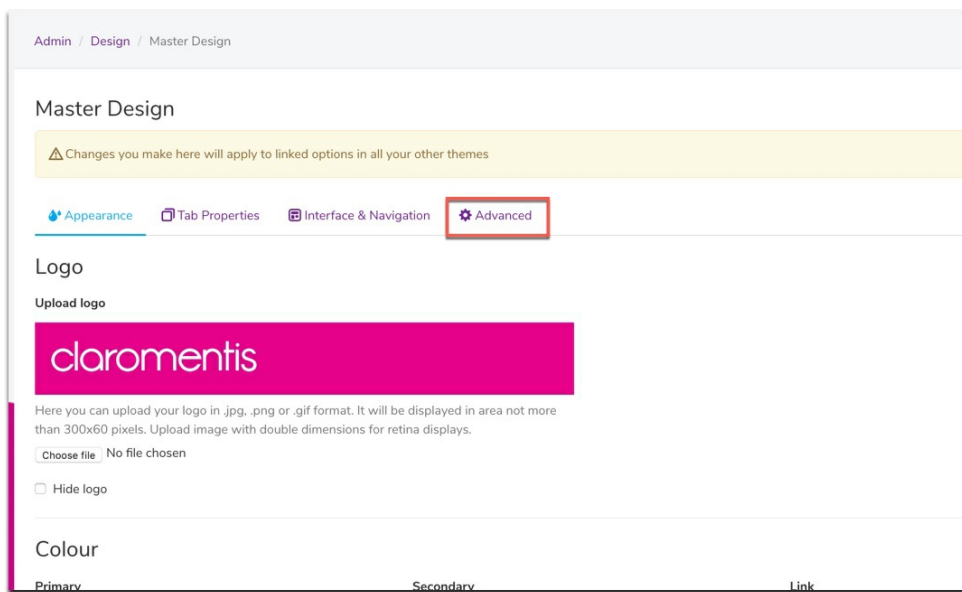 Admin / Design / Master Design
Master Design
Changes you make here will apply to linked options in all your other themes
Appearance Tab Properties Interface & Navigation Advanced
Logo
Upload logo
claromentis
Here you can upload your logo in .jpg, .png or .gif format. It will be displayed in area not more
than 300x60 pixels. Upload image with double dimensions for retina displays.
Choose file No file chosen
Hide logo
Colour
Primary Secondary Link